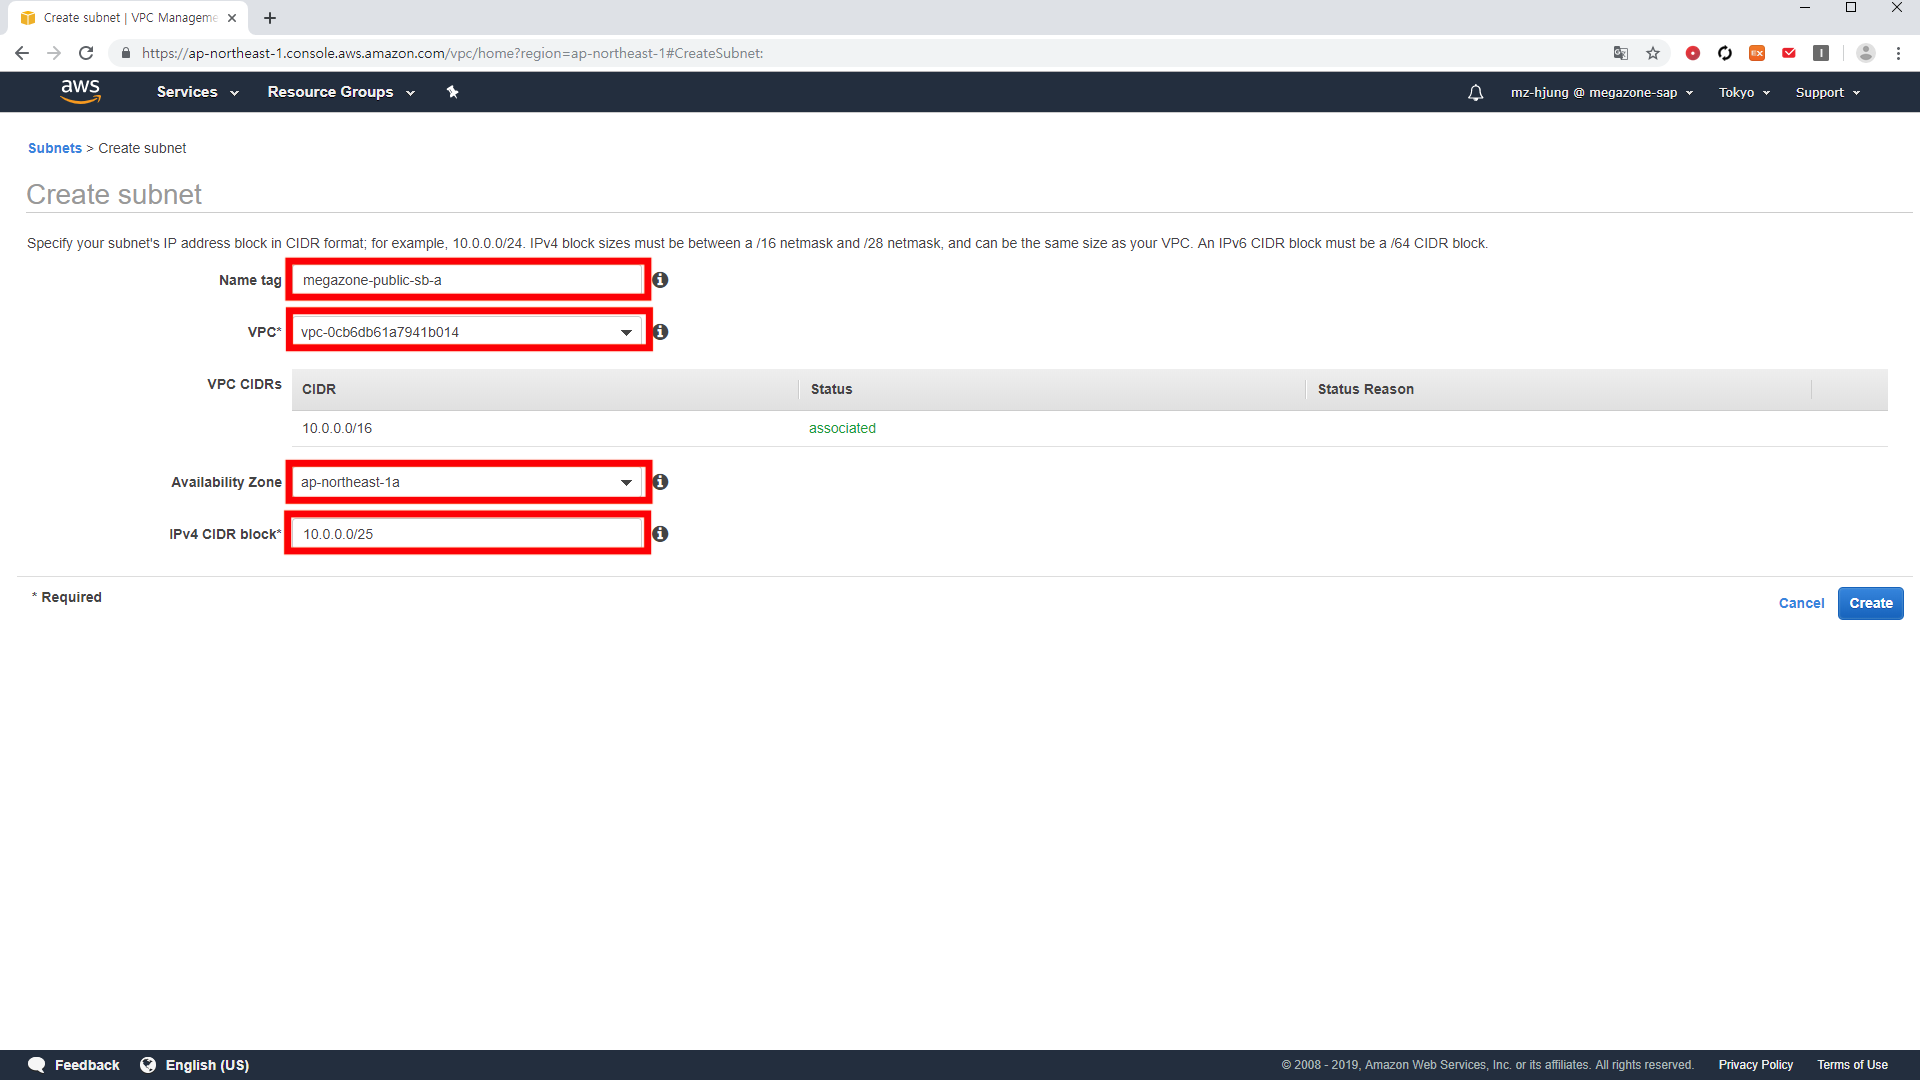 Create subnet | VPC Manageme
https://ap-northeast-1.console.aws.amazon.com/vpc/home?region=ap-northeast-1#CreateSubnet:
aws Services Resource Groups mz-hjung @ megazone-sap Tokyo Support
Subnets > Create subnet
Create subnet
Specify your subnet's IP address block in CIDR format; for example, 10.0.0.0/24. IPv4 block sizes must be between a /16 netmask and /28 netmask, and can be the same size as your VPC. An IPv6 CIDR block must be a /64 CIDR block.
Name tag megazone-public-sb-a
VPC* vpc-0cb6db61a7941b014
VPC CIDRs CIDR Status Status Reason
10.0.0.0/16 associated
Availability Zone ap-northeast-1a
IPv4 CIDR block* 10.0.0.0/25
* Required
Cancel Create
Feedback English (US) © 2008 - 2019, Amazon Web Services, Inc. or its affiliates. All rights reserved. Privacy Policy Terms of Use